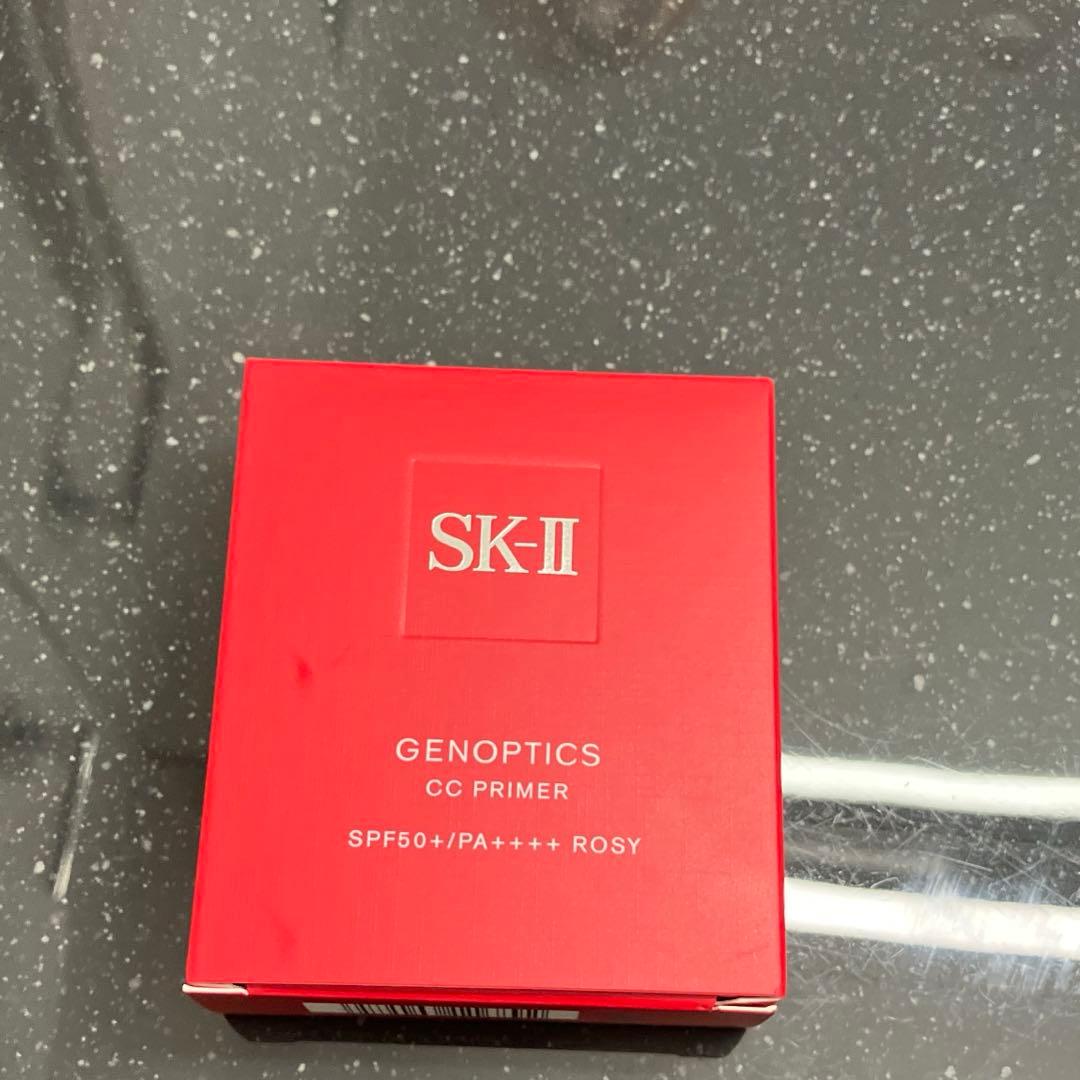 SK-II
GENOPTICS
CC PRIMER
SPF50+/PA++++ ROSY